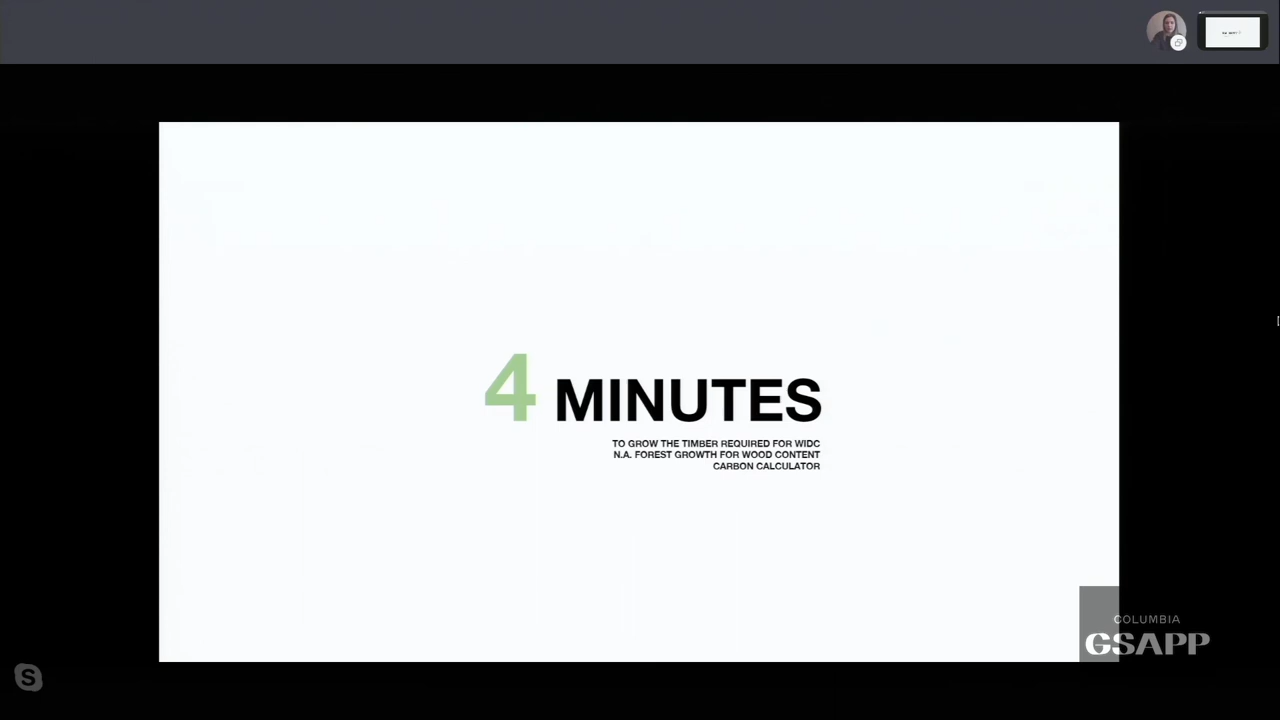 4 MINUTES
TO GROW THE TIMBER REQUIRED FOR WIDC
N.A. FOREST GROWTH FOR WOOD CONTENT
CARBON CALCULATOR
COLUMBIA
GSAPP
S